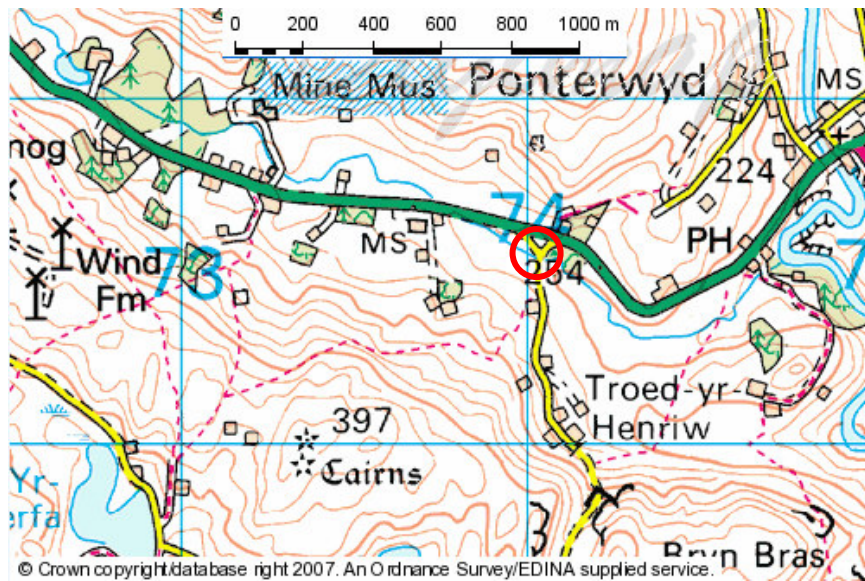 0 200 400 600 800 1000 m
Mine Mus
Ponterwyd
MS
nog
224
74
MS
PH
Wind
Fm
73
254
Troed-yr-
Henriw
397
Cairns
Yr-
erfa
Bryn Bras
© Crown copyright/database right 2007. An Ordnance Survey/EDINA supplied service.